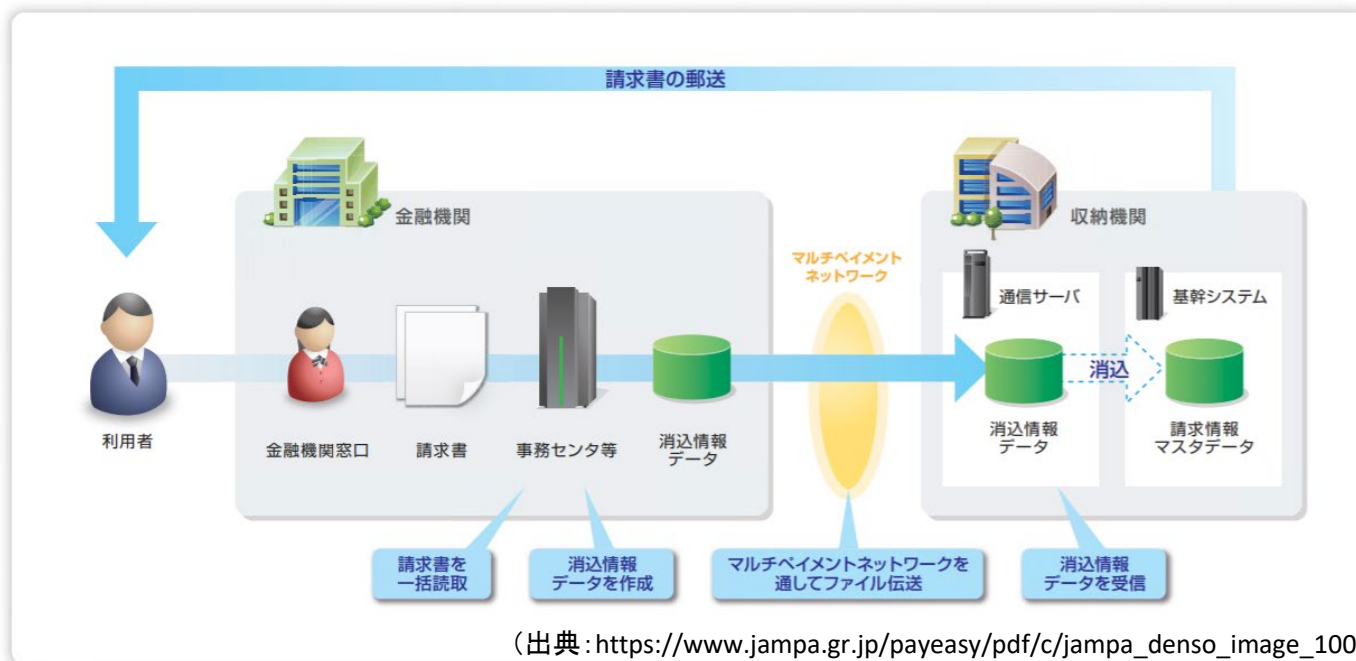 請求書の郵送
金融機関
収納機関
マルチペイメント
ネットワーク
通信サーバ
基幹システム
消込
利用者
金融機関窓口
請求書
事務センタ等
消込情報
データ
消込情報
データ
請求情報
マスタデータ
請求書を
一括読取
消込情報
データを作成
マルチペイメントネットワークを
通してファイル伝送
消込情報
データを受信
（出典：https://www.jampa.gr.jp/payeasy/pdf/c/jampa_denso_image_100